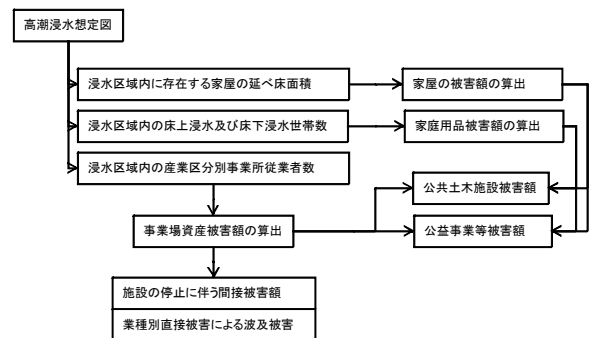 高潮浸水想定図
浸水区域内に存在する家屋の延べ床面積
家屋の被害額の算出
浸水区域内の床上浸水及び床下浸水世帯数
家庭用品被害額の算出
浸水区域内の産業区分別事業所従業者数
公共土木施設被害額
事業場資産被害額の算出
公益事業等被害額
施設の停止に伴う間接被害額
業種別直接被害による波及被害